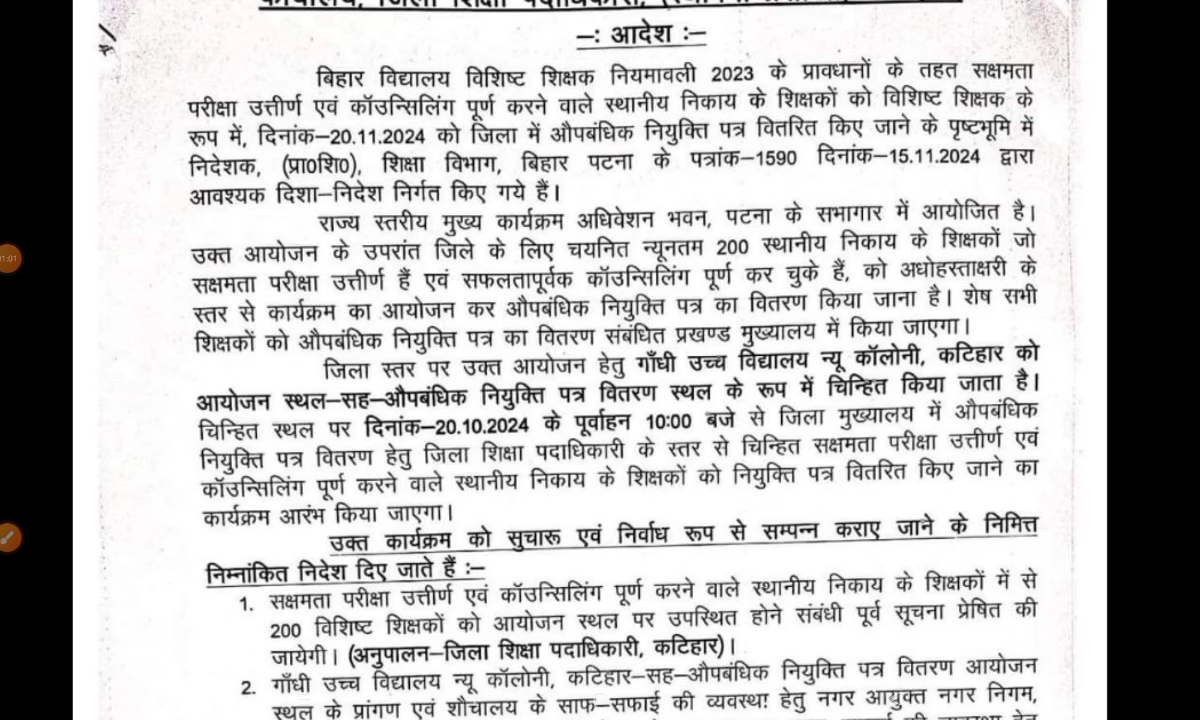 कार्यालय, जिला शिक्षा पदाधिकारी,
–: आदेश :–
बिहार विद्यालय विशिष्ट शिक्षक नियमावली 2023 के प्रावधानों के तहत सक्षमता
परीक्षा उत्तीर्ण एवं कॉउन्सिलिंग पूर्ण करने वाले स्थानीय निकाय के शिक्षकों को विशिष्ट शिक्षक के
रूप में, दिनांक–20.11.2024 को जिला में औपबंधिक नियुक्ति पत्र वितरित किए जाने के पृष्टभूमि में
निदेशक, (प्रा०शि०), शिक्षा विभाग, बिहार पटना के पत्रांक–1590 दिनांक–15.11.2024 द्वारा
आवश्यक दिशा–निदेश निर्गत किए गये हैं।
राज्य स्तरीय मुख्य कार्यक्रम अधिवेशन भवन, पटना के सभागार में आयोजित है।
उक्त आयोजन के उपरांत जिले के लिए चयनित न्यूनतम 200 स्थानीय निकाय के शिक्षकों जो
सक्षमता परीक्षा उत्तीर्ण हैं एवं सफलतापूर्वक कॉउन्सिलिंग पूर्ण कर चुके हैं, को अधोहस्ताक्षरी के
स्तर से कार्यक्रम का आयोजन कर औपबंधिक नियुक्ति पत्र का वितरण किया जाना है। शेष सभी
शिक्षकों को औपबंधिक नियुक्ति पत्र का वितरण संबंधित प्रखण्ड मुख्यालय में किया जाएगा।
जिला स्तर पर उक्त आयोजन हेतु गाँधी उच्च विद्यालय न्यू कॉलोनी, कटिहार को
आयोजन स्थल–सह–औपबंधिक नियुक्ति पत्र वितरण स्थल के रूप में चिन्हित किया जाता है।
चिन्हित स्थल पर दिनांक–20.10.2024 के पूर्वाहन 10:00 बजे से जिला मुख्यालय में औपबंधिक
नियुक्ति पत्र वितरण हेतु जिला शिक्षा पदाधिकारी के स्तर से चिन्हित सक्षमता परीक्षा उत्तीर्ण एवं
कॉउन्सिलिंग पूर्ण करने वाले स्थानीय निकाय के शिक्षकों को नियुक्ति पत्र वितरित किए जाने का
कार्यक्रम आरंभ किया जाएगा।
उक्त कार्यक्रम को सुचारू एवं निर्वाध रूप से सम्पन्न कराए जाने के निमित्त
निम्नांकित निदेश दिए जाते हैं :–
1. सक्षमता परीक्षा उत्तीर्ण एवं कॉउन्सिलिंग पूर्ण करने वाले स्थानीय निकाय के शिक्षकों में से
200 विशिष्ट शिक्षकों को आयोजन स्थल पर उपस्थित होने संबंधी पूर्व सूचना प्रेषित की
जायेगी। (अनुपालन–जिला शिक्षा पदाधिकारी, कटिहार)।
2. गाँधी उच्च विद्यालय न्यू कॉलोनी, कटिहार–सह–औपबंधिक नियुक्ति पत्र वितरण आयोजन
स्थल के प्रांगण एवं शौचालय के साफ–सफाई की व्यवस्था हेतु नगर आयुक्त नगर निगम,
01:01